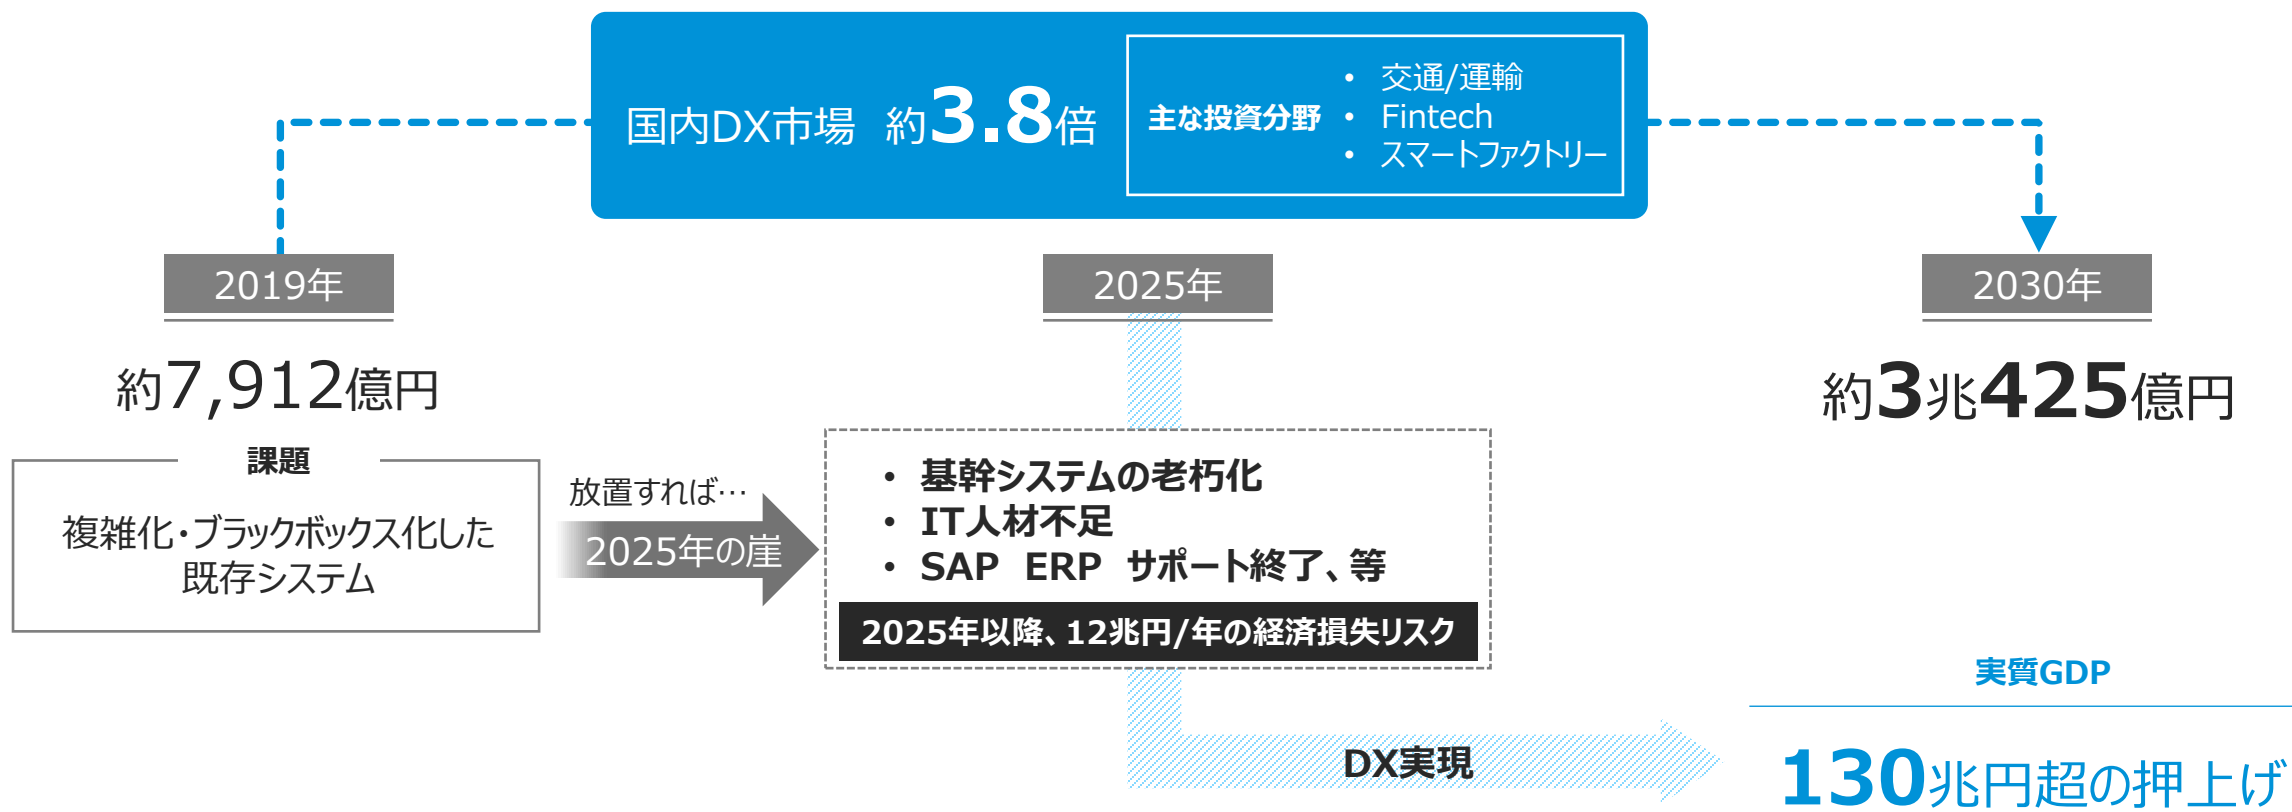 国内DX市場 約3.8倍
主な投資分野
• 交通/運輸
• Fintech
• スマートファクトリー
2019年
2025年
2030年
約7,912億円
約3兆425億円
課題
複雑化・ブラックボックス化した
既存システム
放置すれば…
2025年の崖
• 基幹システムの老朽化
• IT人材不足
• SAP ERP サポート終了、等
2025年以降、12兆円/年の経済損失リスク
DX実現
実質GDP
130兆円超の押上げ